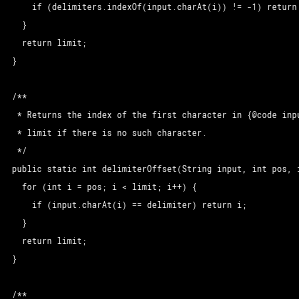 if (delimiters.indexOf(input.charAt(i)) != -1) return
}
return limit;
}
/**
* Returns the index of the first character in {@code
* limit if there is no such character.
*/
public static int delimiterOffset(String input, int pos,
for (int i = pos; i < limit; i++) {
if (input.charAt(i) == delimiter) return i;
}
return limit;
}
/**